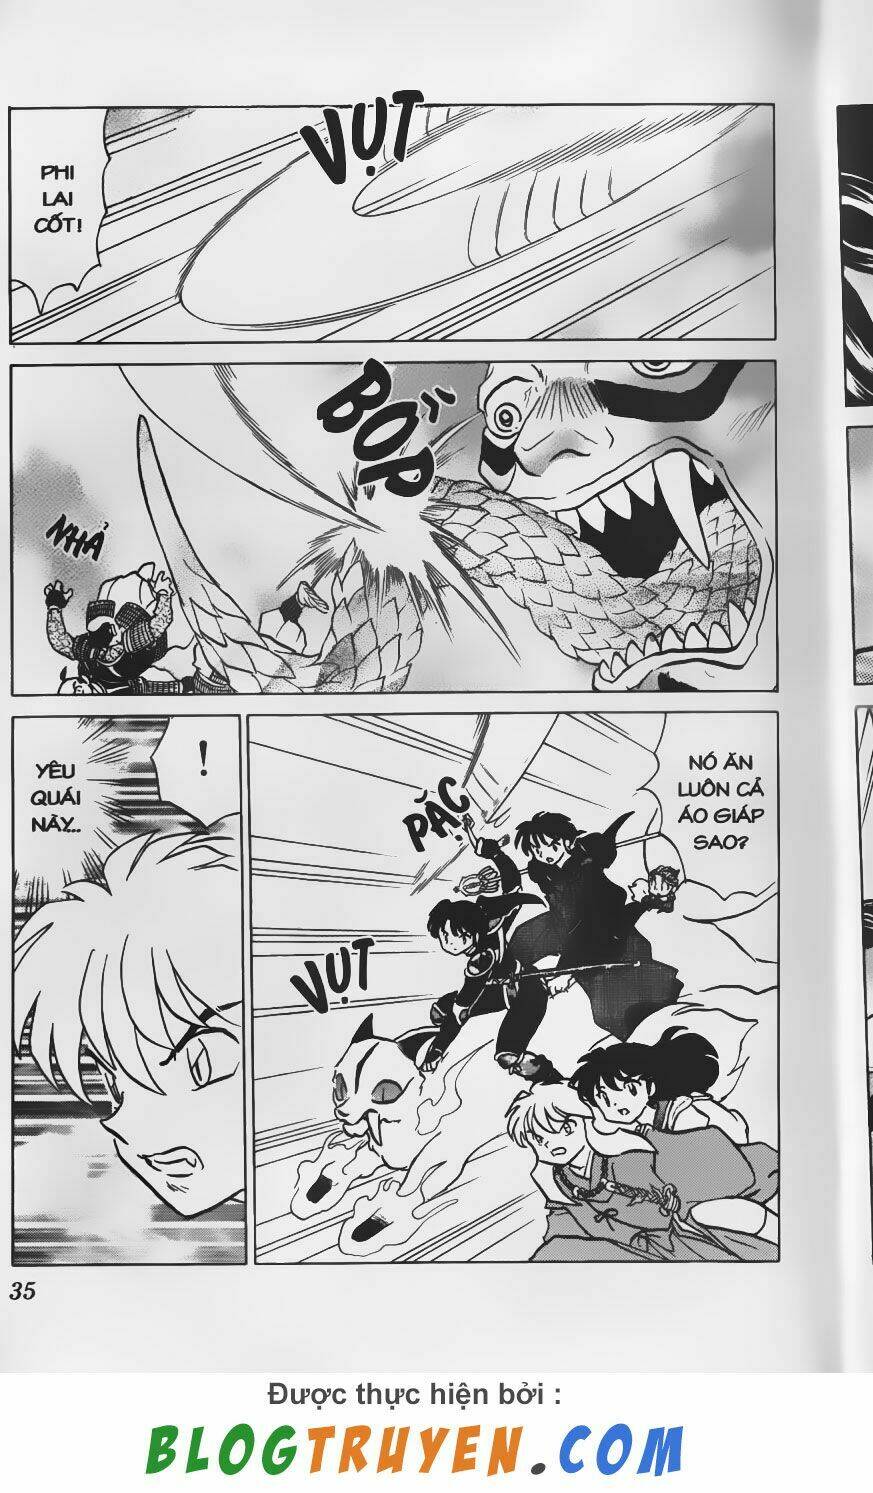 VỤT
PHI
LAI
CỐT!
BỐP
NHẢ
!
YÊU
QUÁI
NÀY...
NÓ ĂN
LUÔN CẢ
ÁO GIÁP
SAO?
PẶC
VỤT
35
Được thực hiện bởi :
BLOGTRUYEN.COM